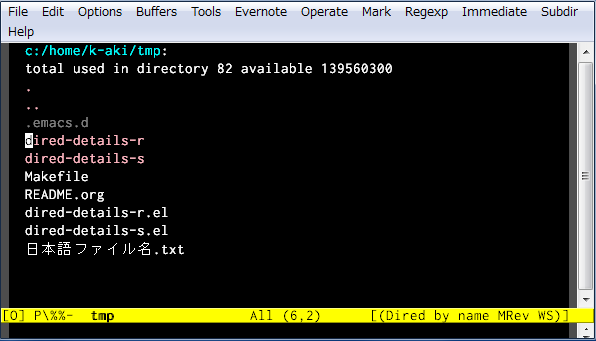 File Edit Options Buffers Tools Evernote Operate Mark Regexp Immediate Subdir
Help
c:/home/k-aki/tmp:
total used in directory 82 available 139560300
.
..
.emacs.d
dired-details-r
dired-details-s
Makefile
README.org
dired-details-r.el
dired-details-s.el
日本語ファイル名.txt
[O] P\%%- tmp All (6,2) [(Dired by name MRev WS)]